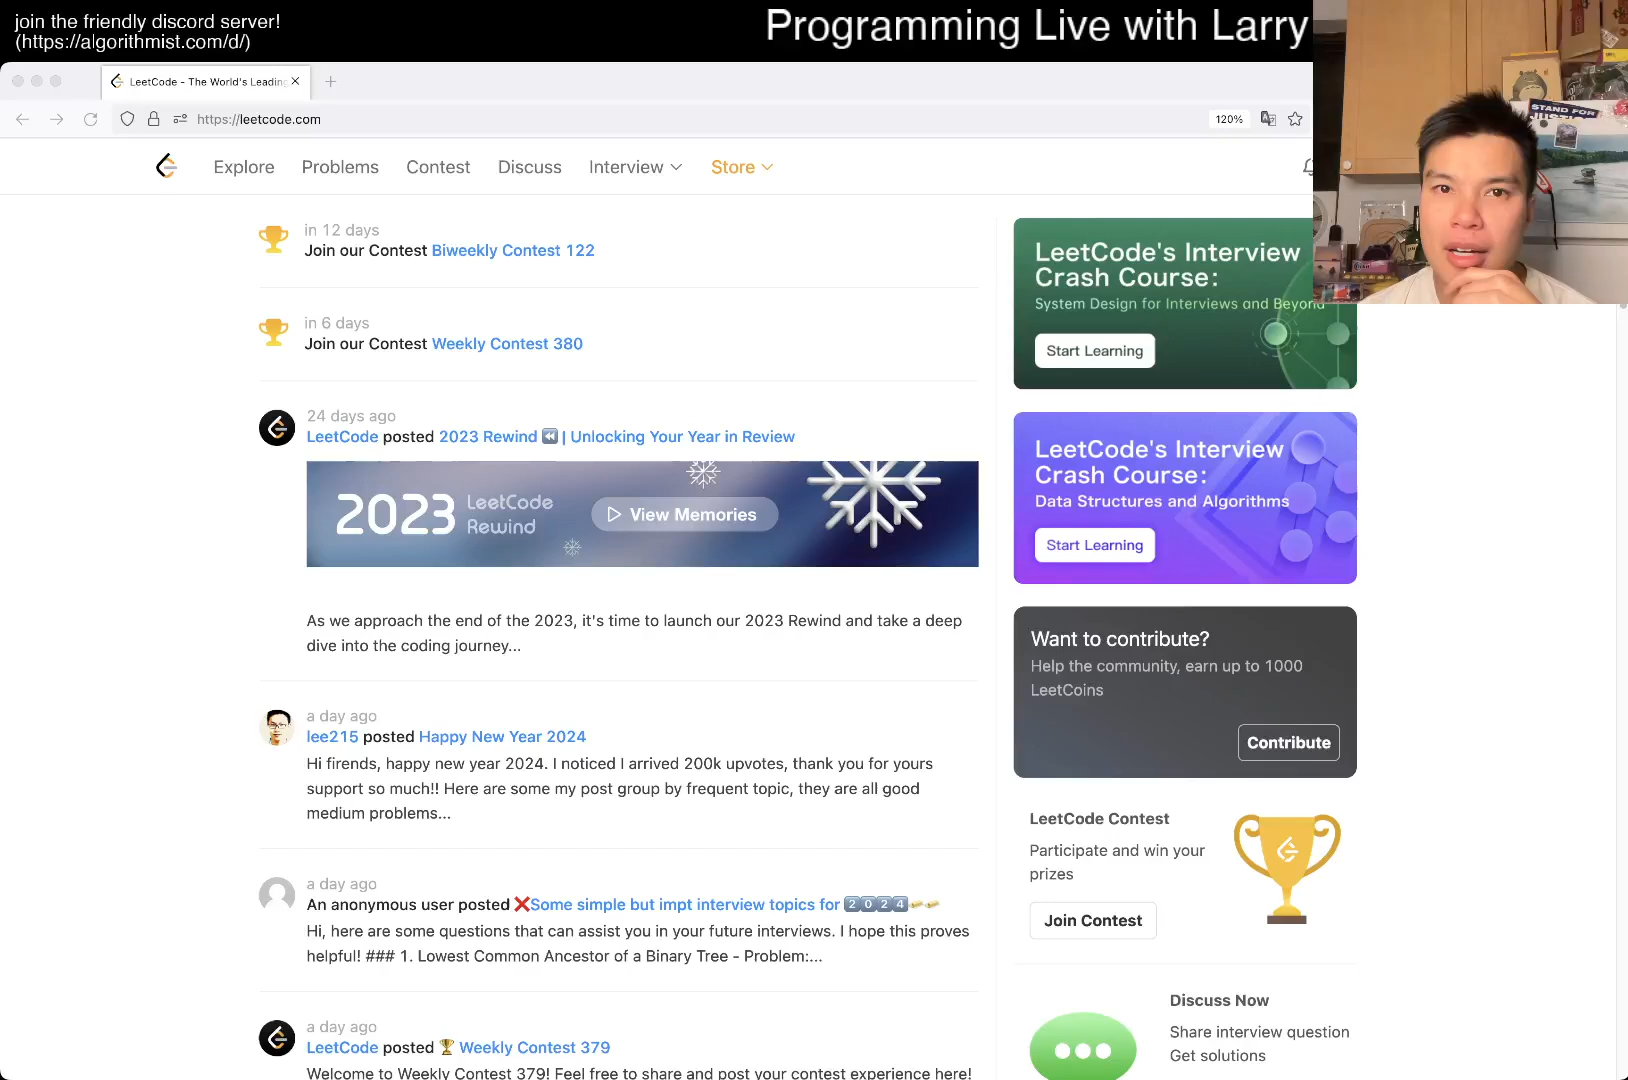 join the friendly discord server!
(https://algorithmist.com/d/)
Programming Live with Larry
LeetCode - The World's Leading
https://leetcode.com
120%
Explore Problems Contest Discuss Interview Store
in 12 days
Join our Contest Biweekly Contest 122
in 6 days
Join our Contest Weekly Contest 380
24 days ago
LeetCode posted 2023 Rewind ⏪ | Unlocking Your Year in Review
2023 LeetCode
Rewind
View Memories
As we approach the end of the 2023, it's time to launch our 2023 Rewind and take a deep
dive into the coding journey...
a day ago
lee215 posted Happy New Year 2024
Hi firends, happy new year 2024. I noticed I arrived 200k upvotes, thank you for yours
support so much!! Here are some my post group by frequent topic, they are all good
medium problems...
a day ago
An anonymous user posted ❌Some simple but impt interview topics for 2024
Hi, here are some questions that can assist you in your future interviews. I hope this proves
helpful! ### 1. Lowest Common Ancestor of a Binary Tree - Problem:...
a day ago
LeetCode posted 🏆 Weekly Contest 379
Welcome to Weekly Contest 379! Feel free to share and post your contest experience here!
LeetCode's Interview
Crash Course:
System Design for Interviews and Beyond
Start Learning
LeetCode's Interview
Crash Course:
Data Structures and Algorithms
Start Learning
Want to contribute?
Help the community, earn up to 1000
LeetCoins
Contribute
LeetCode Contest
Participate and win your
prizes
Join Contest
Discuss Now
Share interview question
Get solutions
STAND FOR